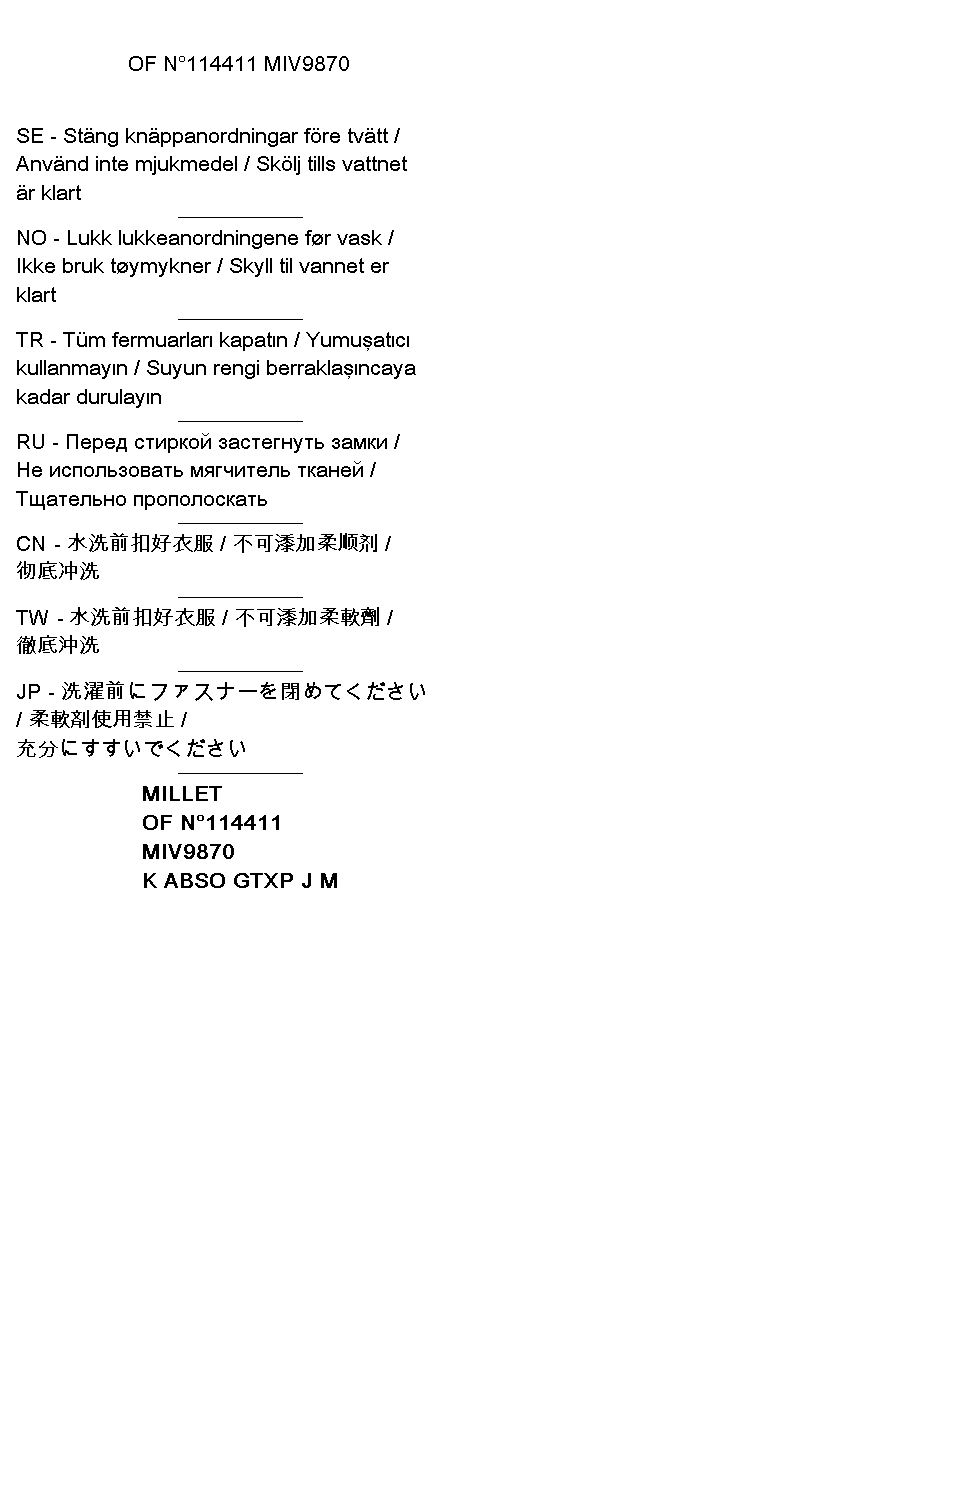 OF N°114411 MIV9870
SE - Stäng knäppanordningar före tvätt /
Använd inte mjukmedel / Skölj tills vattnet
är klart
NO - Lukk lukkeanordningene før vask /
Ikke bruk tøymykner / Skyll til vannet er
klart
TR - Tüm fermuarları kapatın / Yumuşatıcı
kullanmayın / Suyun rengi berraklaşıncaya
kadar durulayın
RU - Перед стиркой застегнуть замки /
Не использовать мягчитель тканей /
Тщательно прополоскать
CN - 水洗前扣好衣服 / 不可添加柔顺剂 /
彻底冲洗
TW - 水洗前扣好衣服 / 不可添加柔軟劑 /
徹底沖洗
JP - 洗濯前にファスナーを閉めてください
/ 柔軟剤使用禁止 /
充分にすすいでください
MILLET
OF N°114411
MIV9870
K ABSO GTXP J M